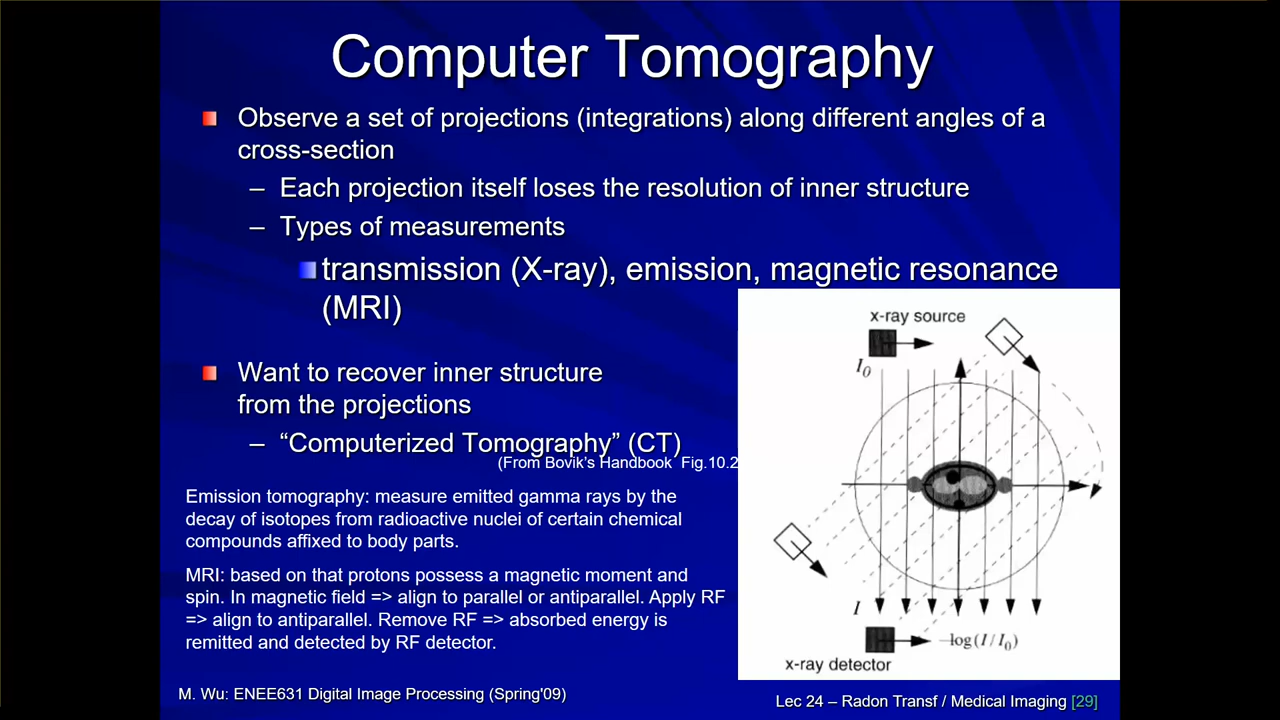 Computer Tomography
Observe a set of projections (integrations) along different angles of a
cross-section
– Each projection itself loses the resolution of inner structure
– Types of measurements
transmission (X-ray), emission, magnetic resonance
(MRI)
Want to recover inner structure
from the projections
– “Computerized Tomography” (CT)
(From Bovik’s Handbook Fig.10.2
Emission tomography: measure emitted gamma rays by the
decay of isotopes from radioactive nuclei of certain chemical
compounds affixed to body parts.
MRI: based on that protons possess a magnetic moment and
spin. In magnetic field => align to parallel or antiparallel. Apply RF
=> align to antiparallel. Remove RF => absorbed energy is
remitted and detected by RF detector.
x-ray source
I₀
I
-log(I/I₀)
x-ray detector
M. Wu: ENEE631 Digital Image Processing (Spring'09)
Lec 24 – Radon Transf / Medical Imaging [29]